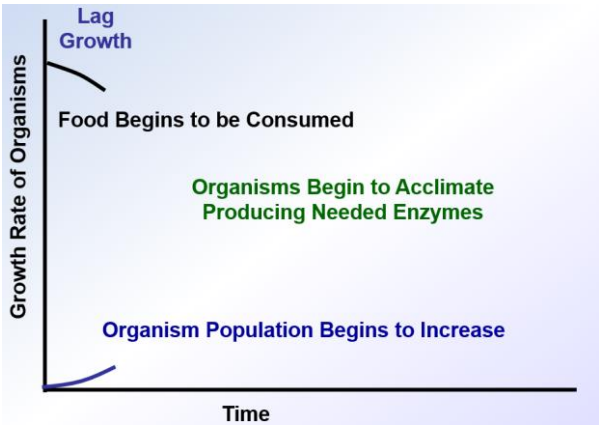 Lag
Growth
Growth Rate of Organisms
Food Begins to be Consumed
Organisms Begin to Acclimate
Producing Needed Enzymes
Organism Population Begins to Increase
Time